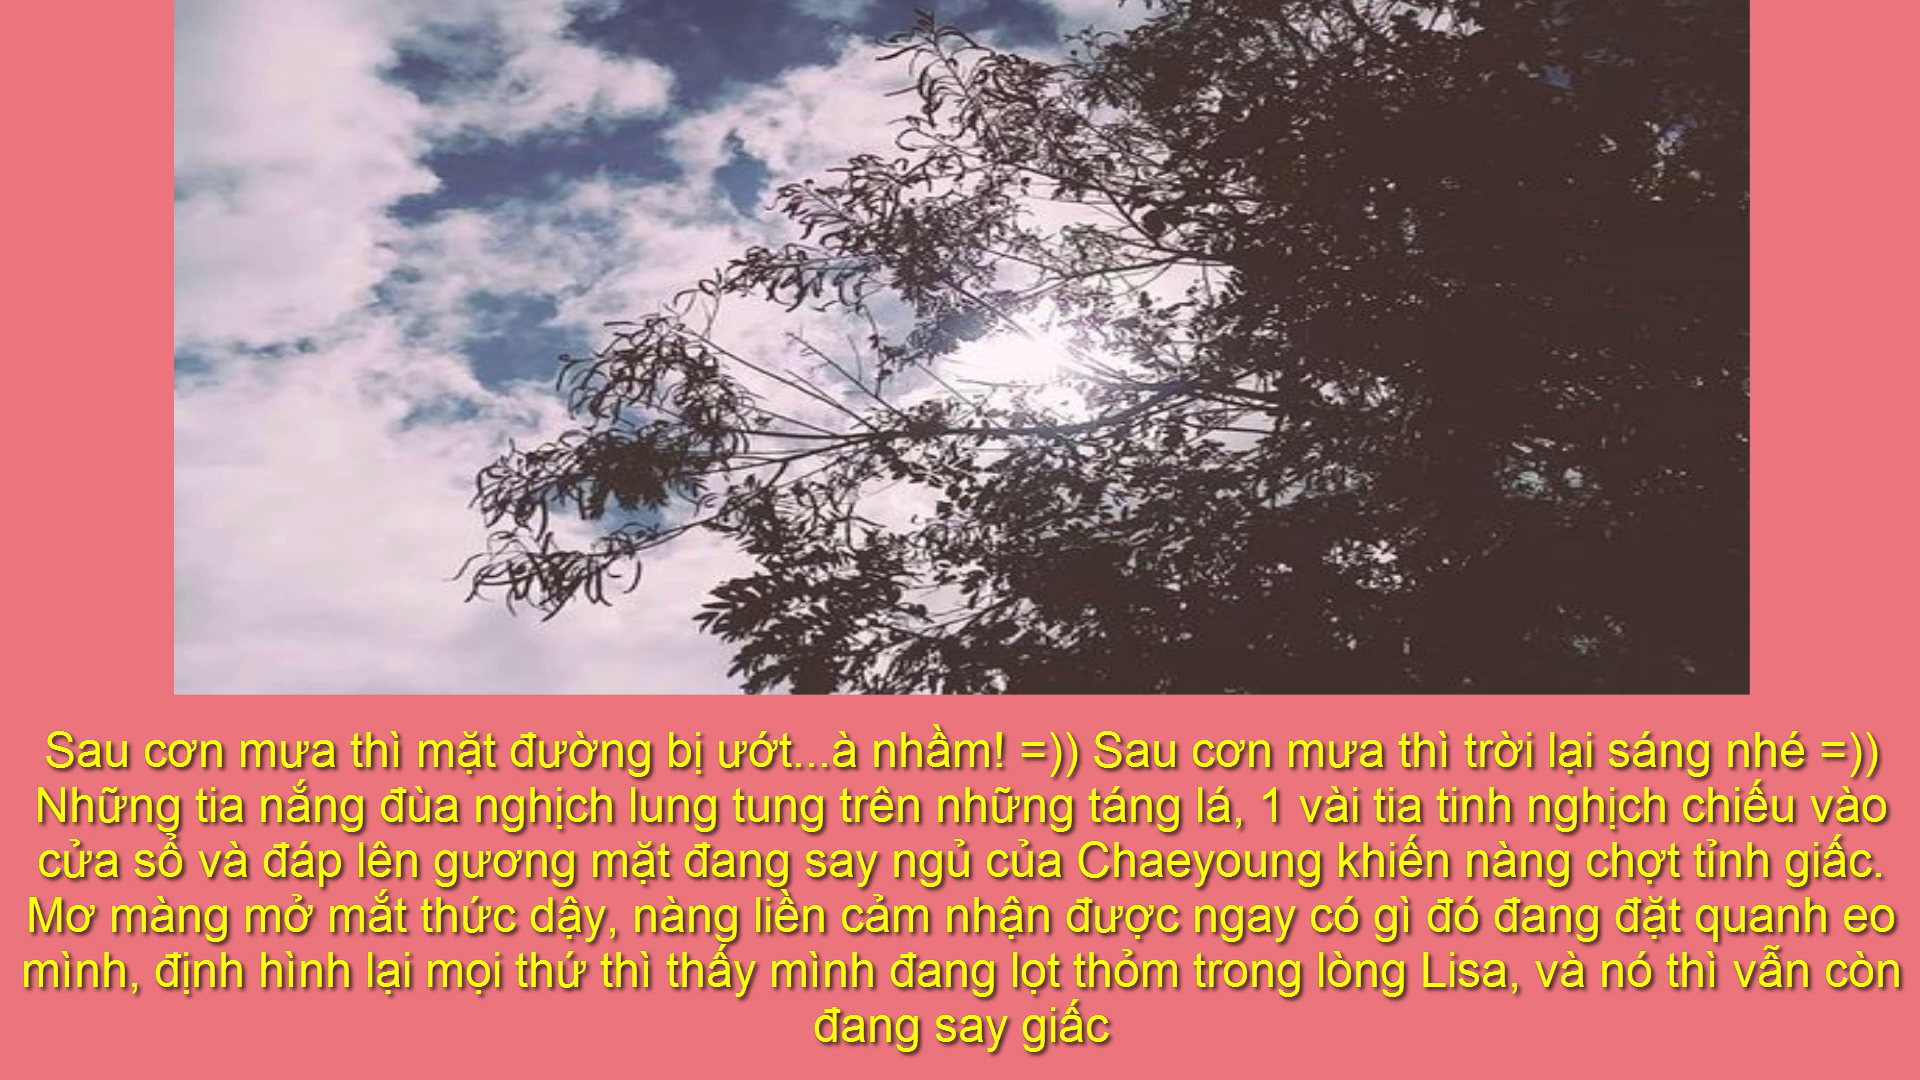 Sau cơn mưa thì mặt đường bị ướt...à nhầm! =)) Sau cơn mưa thì trời lại sáng nhé =))
Những tia nắng đùa nghịch lung tung trên những táng lá, 1 vài tia tinh nghịch chiếu vào
cửa sổ và đáp lên gương mặt đang say ngủ của Chaeyoung khiến nàng chợt tỉnh giấc.
Mơ màng mở mắt thức dậy, nàng liền cảm nhận được ngay có gì đó đang đặt quanh eo
mình, định hình lại mọi thứ thì thấy mình đang lọt thỏm trong lòng Lisa, và nó thì vẫn còn
đang say giấc